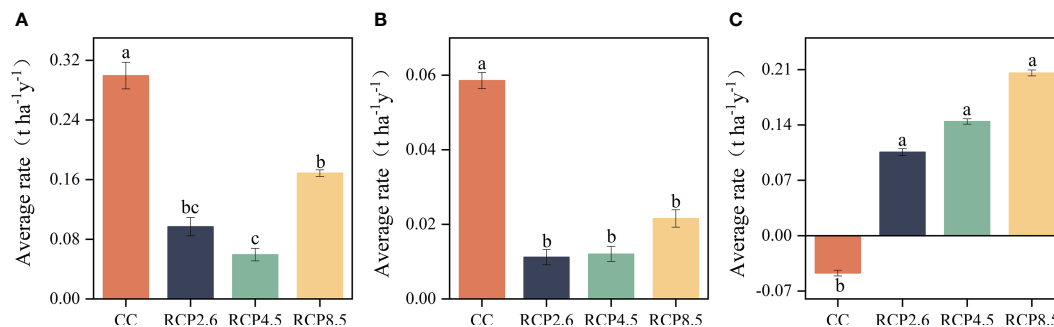 A
Average rate（t ha⁻¹y⁻¹）
0.32
0.24
0.16
0.08
0.00
a
bc
c
b
CC RCP2.6 RCP4.5 RCP8.5
B
Average rate（t ha⁻¹y⁻¹）
0.06
0.04
0.02
0.00
a
b
b
b
CC RCP2.6 RCP4.5 RCP8.5
C
Average rate（t ha⁻¹y⁻¹）
0.21
0.14
0.07
0.00
-0.07
b
a
a
a
CC RCP2.6 RCP4.5 RCP8.5